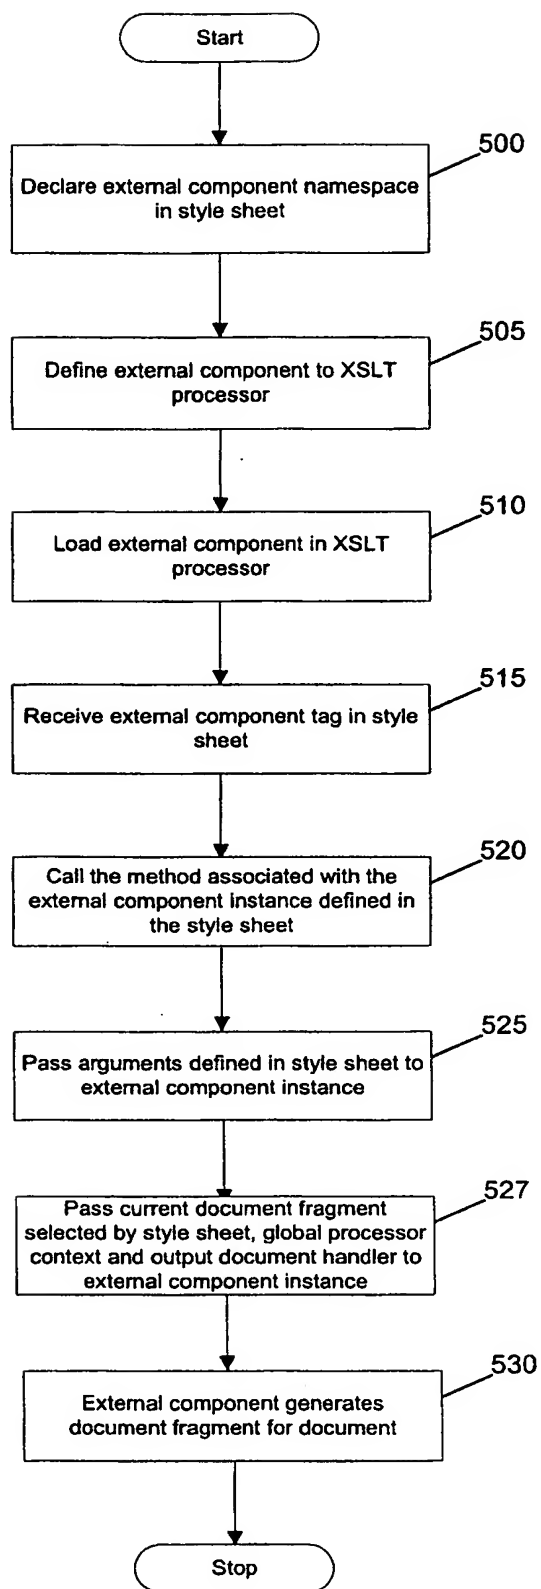 Start
500
Declare external component namespace
in style sheet
505
Define external component to XSLT
processor
510
Load external component in XSLT
processor
515
Receive external component tag in style
sheet
520
Call the method associated with the
external component instance defined in
the style sheet
525
Pass arguments defined in style sheet to
external component instance
527
Pass current document fragment
selected by style sheet, global processor
context and output document handler to
external component instance
530
External component generates
document fragment for document
Stop